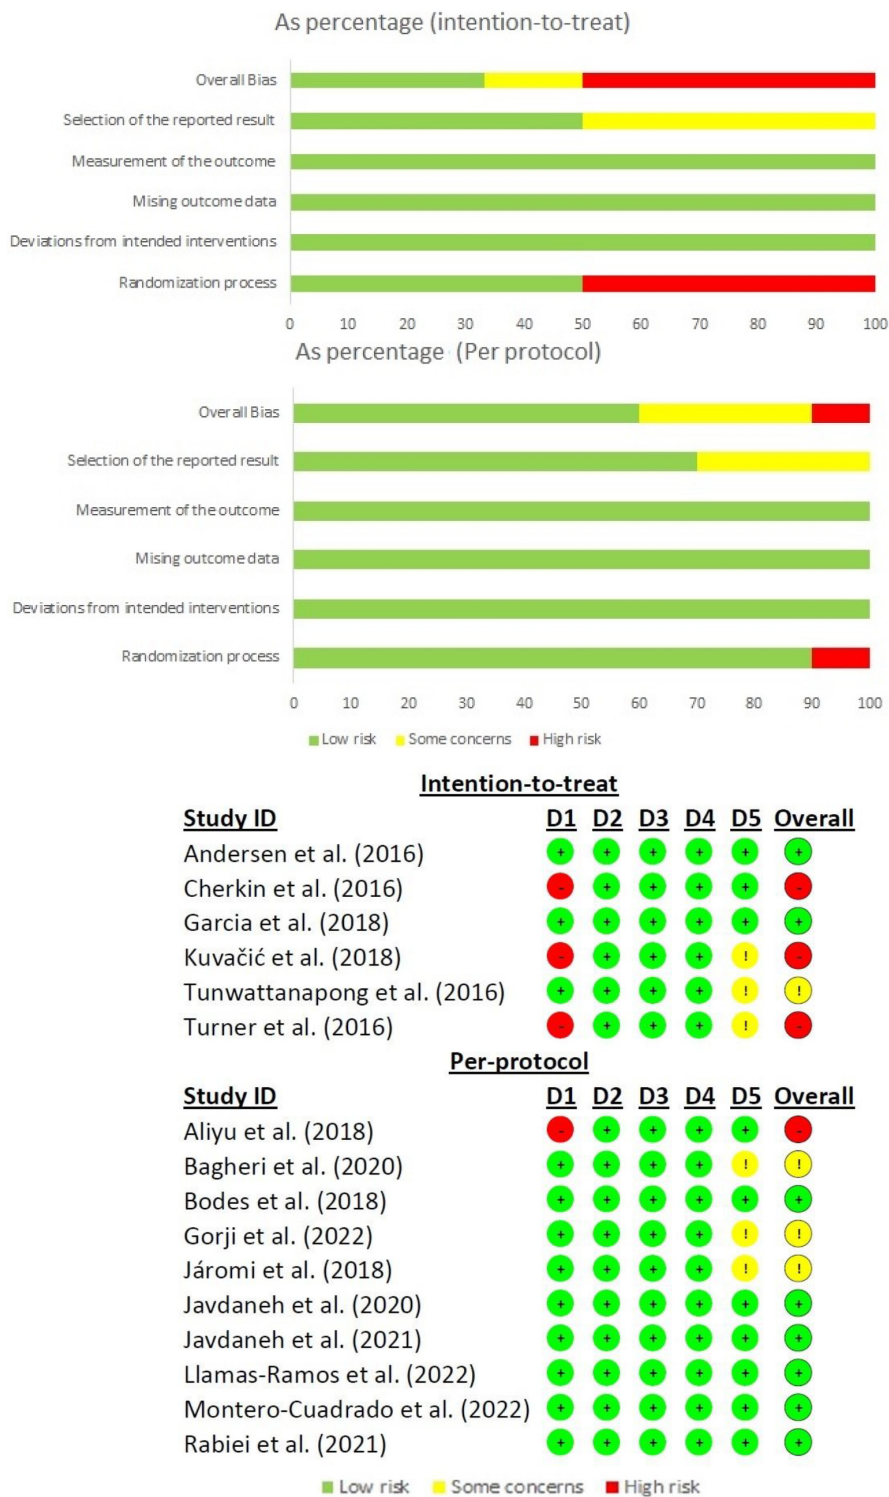 As percentage (intention-to-treat)
Overall Bias
Selection of the reported result
Measurement of the outcome
Mising outcome data
Deviations from intended interventions
Randomization process
0 10 20 30 40 50 60 70 80 90 100
As percentage (Per protocol)
Overall Bias
Selection of the reported result
Measurement of the outcome
Mising outcome data
Deviations from intended interventions
Randomization process
0 10 20 30 40 50 60 70 80 90 100
Low risk Some concerns High risk
Intention-to-treat
Study ID D1 D2 D3 D4 D5 Overall
Andersen et al. (2016) + + + + + +
Cherkin et al. (2016) - + + + + -
Garcia et al. (2018) + + + + + +
Kuvačić et al. (2018) - + + + ! -
Tunwattanapong et al. (2016) + + + + ! !
Turner et al. (2016) - + + + ! -
Per-protocol
Study ID D1 D2 D3 D4 D5 Overall
Aliyu et al. (2018) - + + + + -
Bagheri et al. (2020) + + + + ! !
Bodes et al. (2018) + + + + + +
Gorji et al. (2022) + + + + ! !
Járomi et al. (2018) + + + + ! !
Javdaneh et al. (2020) + + + + + +
Javdaneh et al. (2021) + + + + + +
Llamas-Ramos et al. (2022) + + + + + +
Montero-Cuadrado et al. (2022) + + + + + +
Rabiei et al. (2021) + + + + + +
Low risk Some concerns High risk